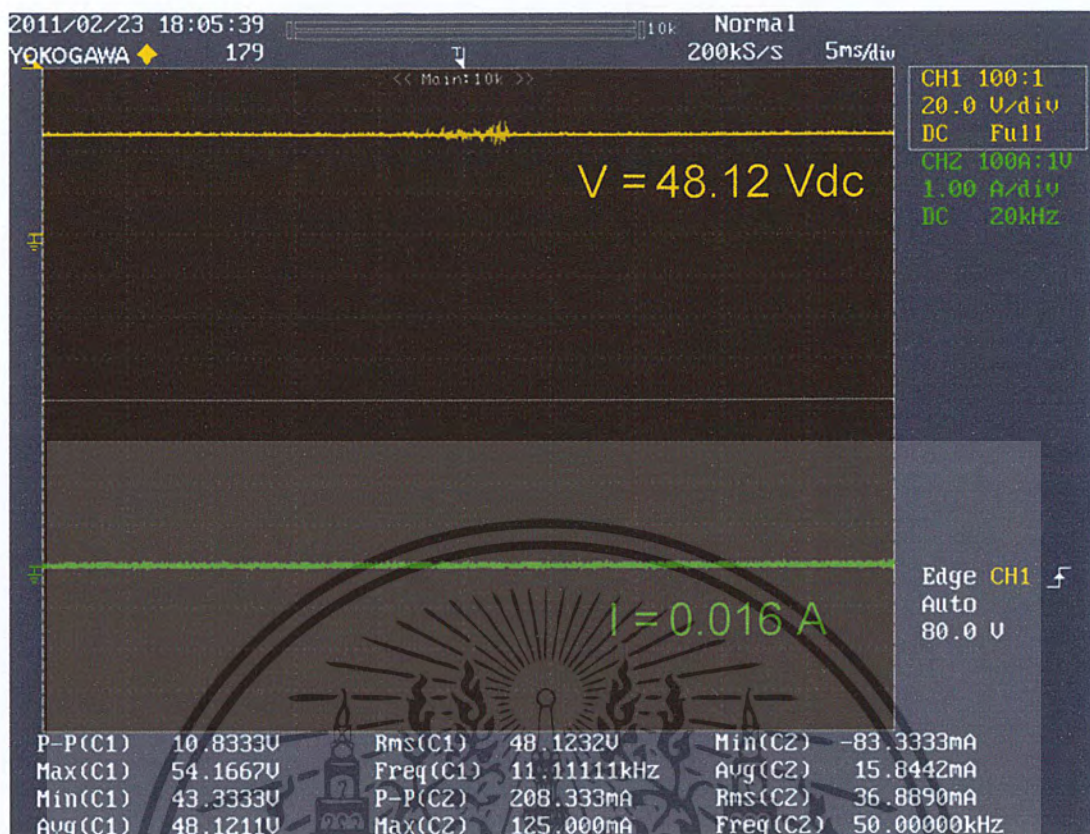 2011/02/23 18:05:39
10k
Normal
YOKOGAWA 179
200kS/s 5ms/div
<< Main:10k >>
CH1 100:1
20.0 V/div
DC Full
CH2 100A:1V
1.00 A/div
DC 20kHz
V = 48.12 Vdc
I = 0.016 A
Edge CH1
Auto
80.0 V
P-P(C1) 10.8333V Rms(C1) 48.1232V Min(C2) -83.3333mA
Max(C1) 54.1667V Freq(C1) 11.11111kHz Avg(C2) 15.8442mA
Min(C1) 43.3333V P-P(C2) 208.333mA Rms(C2) 36.8890mA
Avg(C1) 48.1211V Max(C2) 125.000mA Freq(C2) 50.00000kHz